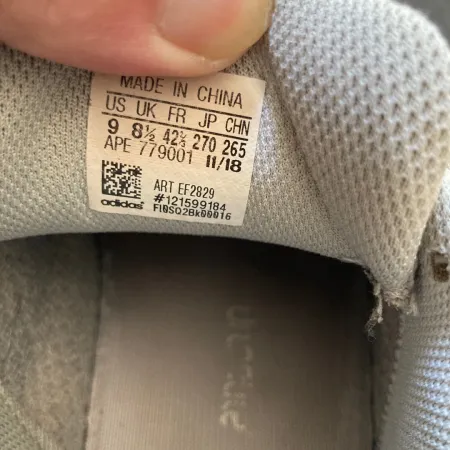 MADE IN CHINA
US UK FR JP CHN
9 8½ 42⅔ 270 265
APE 779001 11/18
ART EF2829
#121599184
adidas FI0SQ2Bk00016